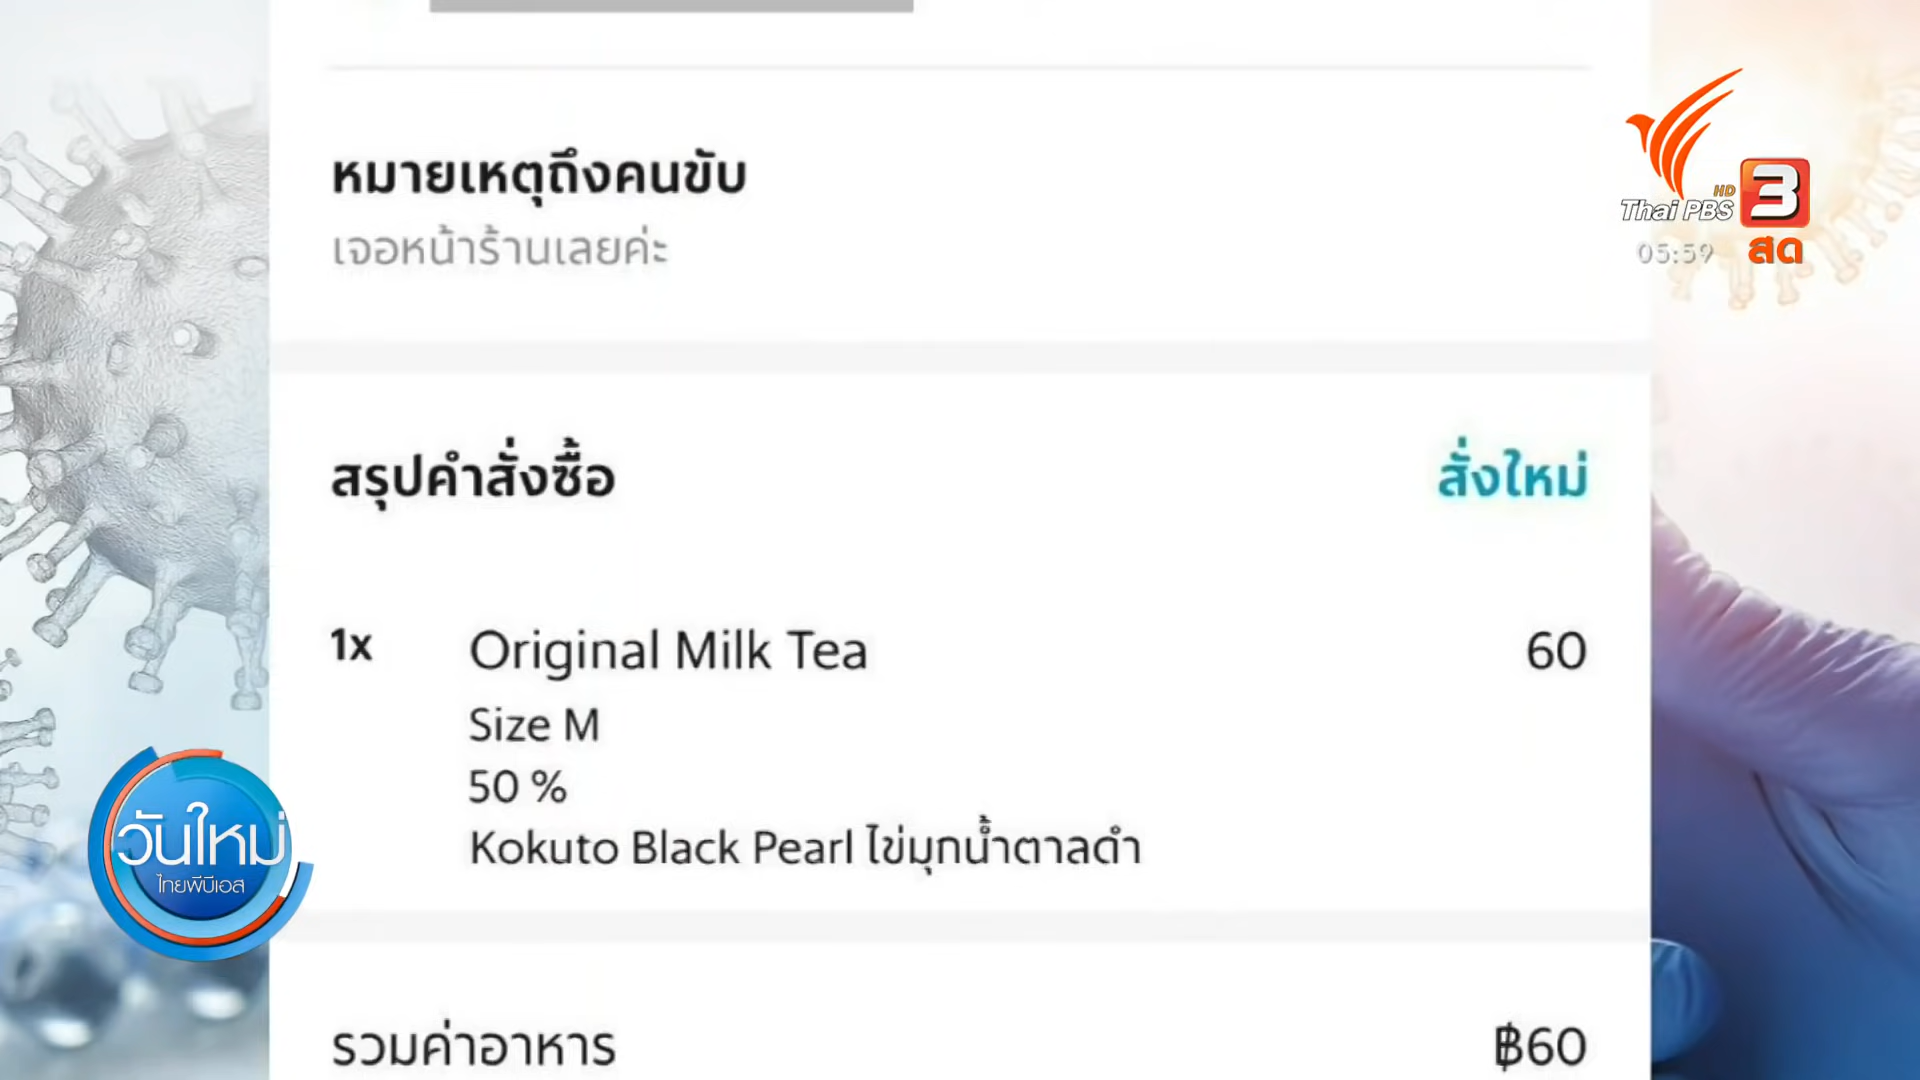 หมายเหตุถึงคนขับ
เจอหน้าร้านเลยค่ะ
HD
Thai PBS 3
05:59 สด
สรุปคำสั่งซื้อ สั่งใหม่
1x Original Milk Tea 60
Size M
50 %
Kokuto Black Pearl ไข่มุกน้ำตาลดำ
วันใหม่
ไทยพีบีเอส
รวมค่าอาหาร ฿60